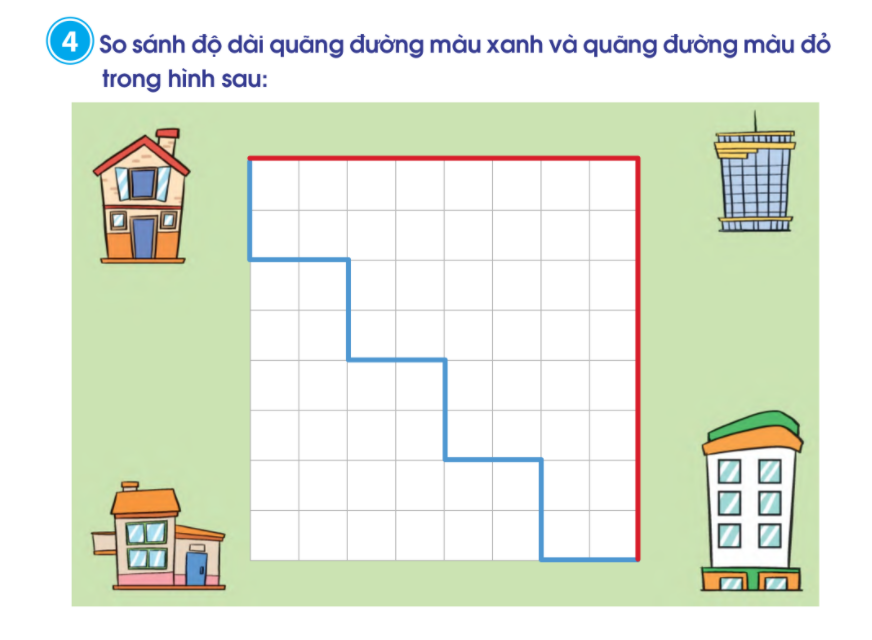 4 So sánh độ dài quãng đường màu xanh và quãng đường màu đỏ
trong hình sau: